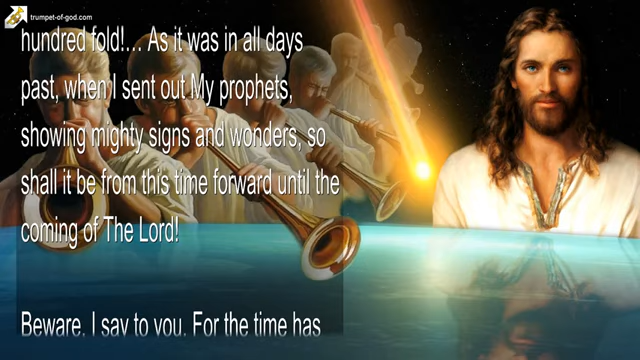 trumpet-of-god.com
hundred fold!... As it was in all days
past, when I sent out My prophets,
showing mighty signs and wonders, so
shall it be from this time forward until the
coming of The Lord!
Beware, I say to you. For the time has